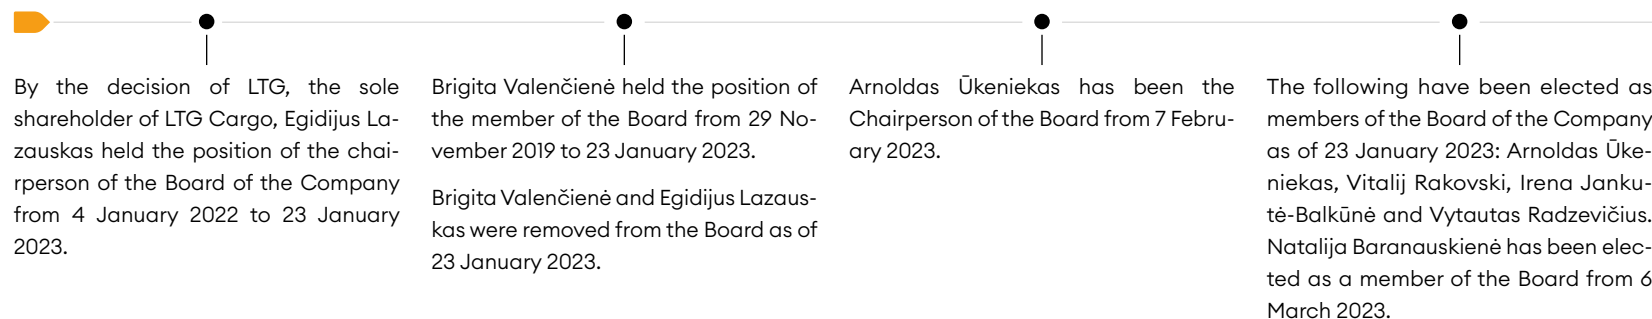 By the decision of LTG, the sole
shareholder of LTG Cargo, Egidijus La-
zauskas held the position of the chai-
rperson of the Board of the Company
from 4 January 2022 to 23 January
2023.
Brigita Valenčienė held the position of
the member of the Board from 29 No-
vember 2019 to 23 January 2023.
Brigita Valenčienė and Egidijus Lazaus-
kas were removed from the Board as of
23 January 2023.
Arnoldas Ūkeniekas has been the
Chairperson of the Board from 7 Febru-
ary 2023.
The following have been elected as
members of the Board of the Company
as of 23 January 2023: Arnoldas Ūke-
niekas, Vitalij Rakovski, Irena Janku-
tė-Balkūnė and Vytautas Radzevičius.
Natalija Baranauskienė has been elec-
ted as a member of the Board from 6
March 2023.